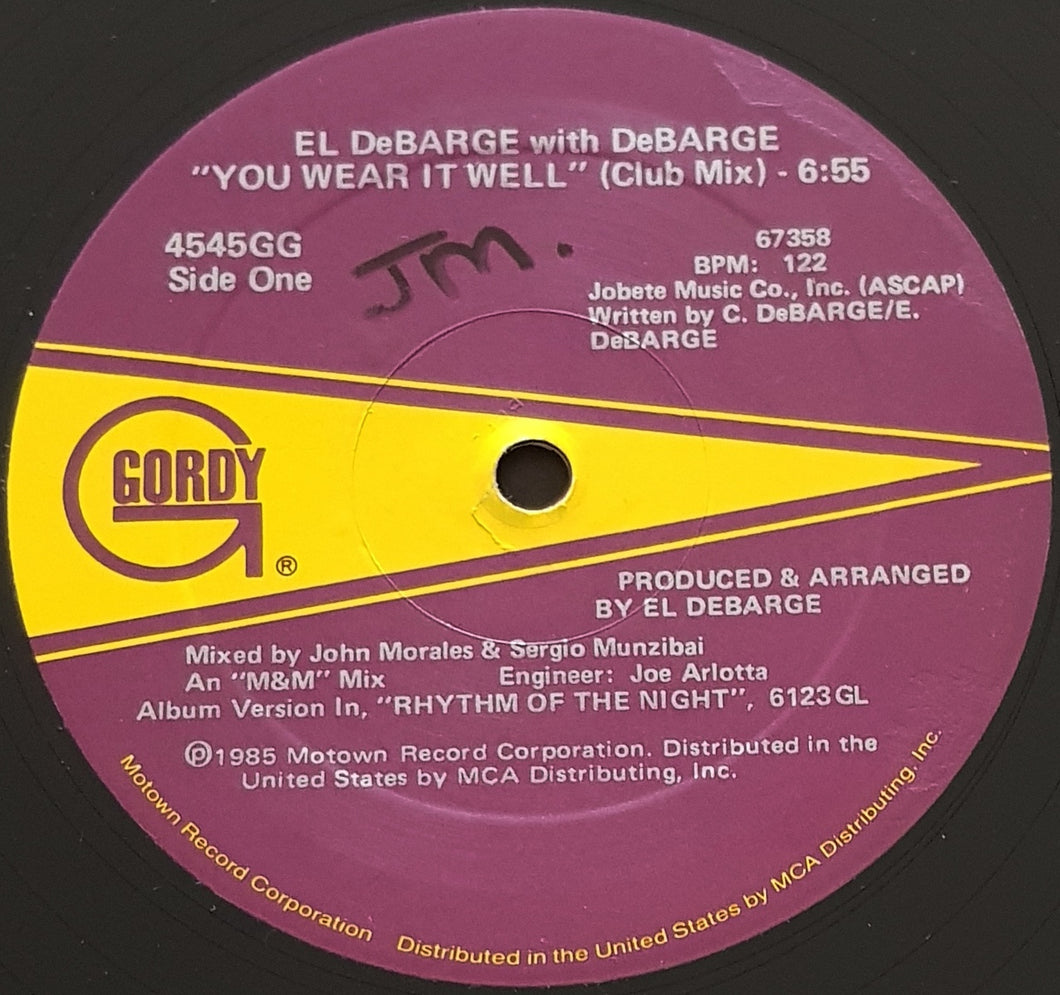 EL DeBARGE with DeBARGE
"YOU WEAR IT WELL" (Club Mix) - 6:55
4545GG
Side One
JM.
67358
BPM: 122
Jobete Music Co., Inc. (ASCAP)
Written by C. DeBARGE/E.
DeBARGE
GORDY
®
PRODUCED & ARRANGED
BY EL DEBARGE
Mixed by John Morales & Sergio Munzibai
An "M&M" Mix Engineer: Joe Arlotta
Album Version In, "RHYTHM OF THE NIGHT", 6123GL
℗1985 Motown Record Corporation. Distributed in the
United States by MCA Distributing, Inc.
Motown Record Corporation Distributed in the United States by MCA Distributing, Inc.